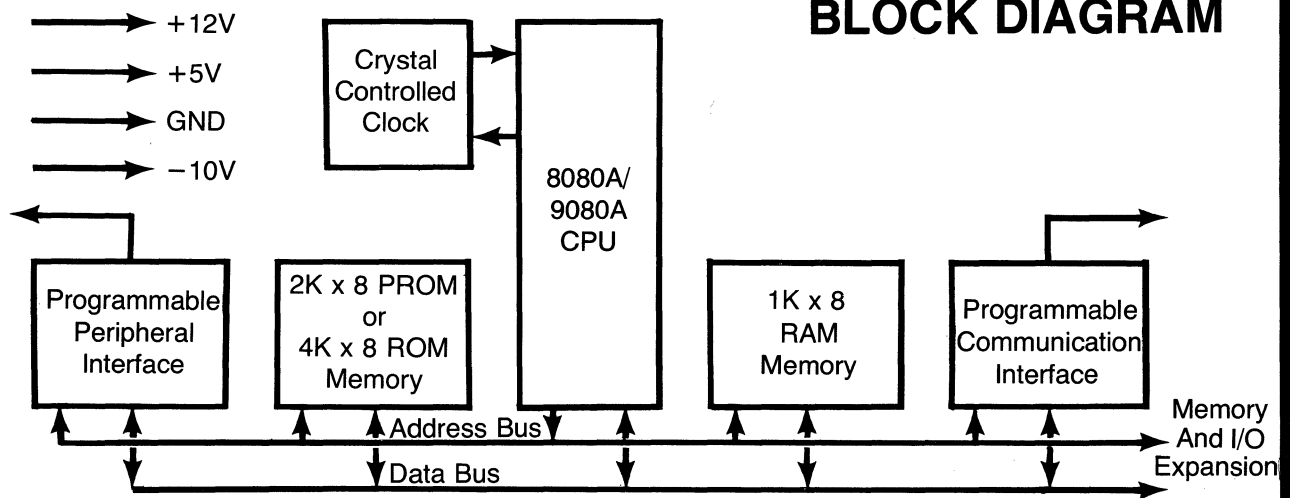 BLOCK DIAGRAM
+12V
+5V
GND
−10V
Crystal
Controlled
Clock
8080A/
9080A
CPU
Programmable
Peripheral
Interface
2K x 8 PROM
or
4K x 8 ROM
Memory
1K x 8
RAM
Memory
Programmable
Communication
Interface
Address Bus
Data Bus
Memory
And I/O
Expansion